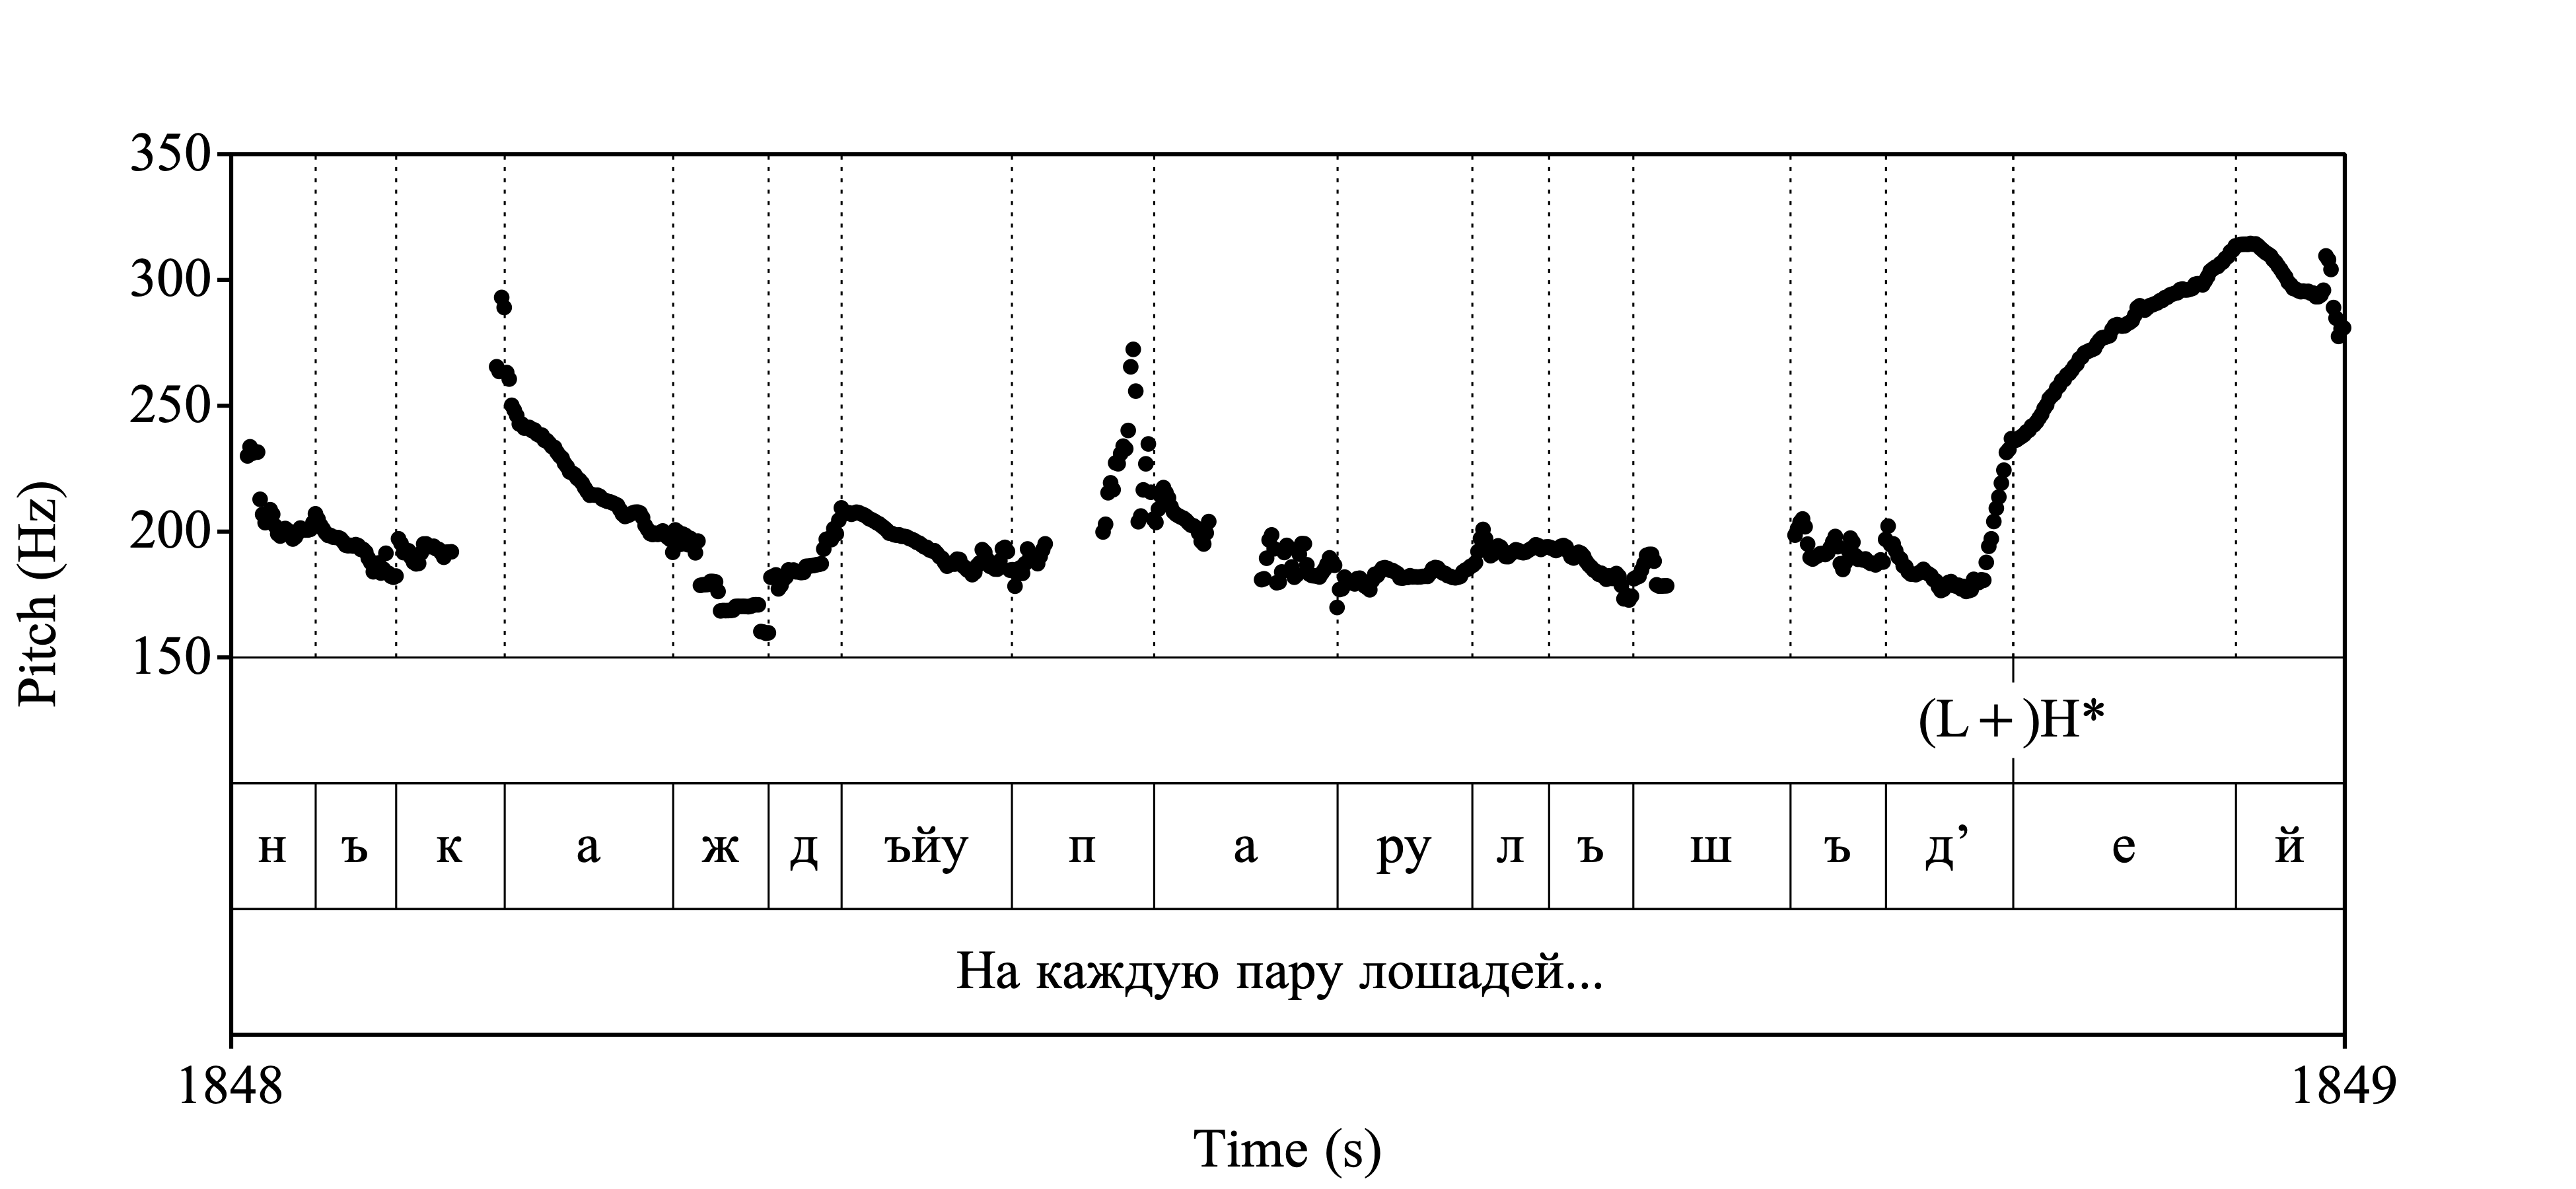 350
300
250
200
150
Pitch (Hz)
(L+)H*
н ъ к а ж д ъйу п а ру л ъ ш ъ д’ е й
На каждую пару лошадей...
1848 1849
Time (s)